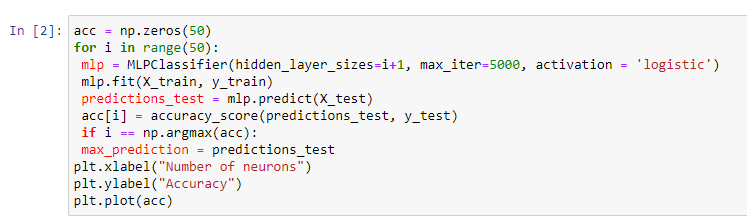 In [2]: acc = np.zeros(50)
for i in range(50):
 mlp = MLPClassifier(hidden_layer_sizes=i+1, max_iter=5000, activation = 'logistic')
 mlp.fit(X_train, y_train)
 predictions_test = mlp.predict(X_test)
 acc[i] = accuracy_score(predictions_test, y_test)
 if i == np.argmax(acc):
 max_prediction = predictions_test
plt.xlabel("Number of neurons")
plt.ylabel("Accuracy")
plt.plot(acc)